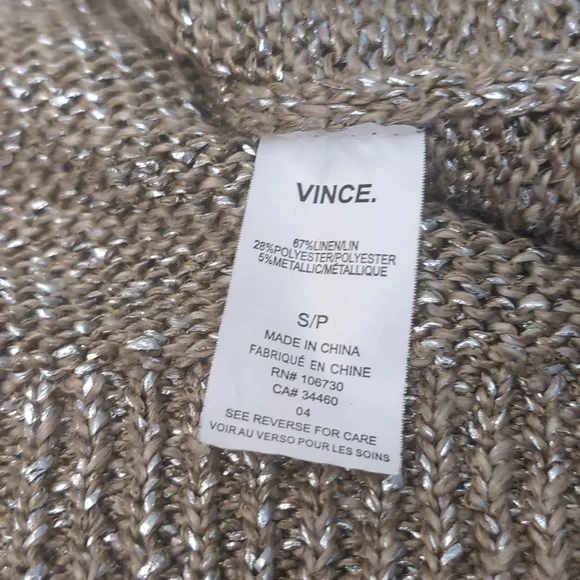 VINCE.
67%LINEN/LIN
28%POLYESTER/POLYESTER
5%METALLIC/MÉTALLIQUE
S/P
MADE IN CHINA
FABRIQUÉ EN CHINE
RN# 106730
CA# 34460
04
SEE REVERSE FOR CARE
VOIR AU VERSO POUR LES SOINS